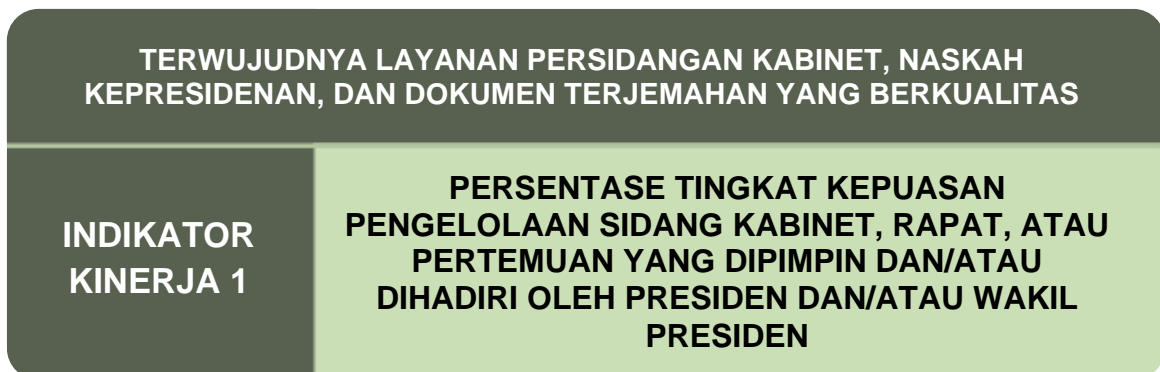 TERWUJUDNYA LAYANAN PERSIDANGAN KABINET, NASKAH
KEPRESIDENAN, DAN DOKUMEN TERJEMAHAN YANG BERKUALITAS
INDIKATOR
KINERJA 1
PERSENTASE TINGKAT KEPUASAN
PENGELOLAAN SIDANG KABINET, RAPAT, ATAU
PERTEMUAN YANG DIPIMPIN DAN/ATAU
DIHADIRI OLEH PRESIDEN DAN/ATAU WAKIL
PRESIDEN